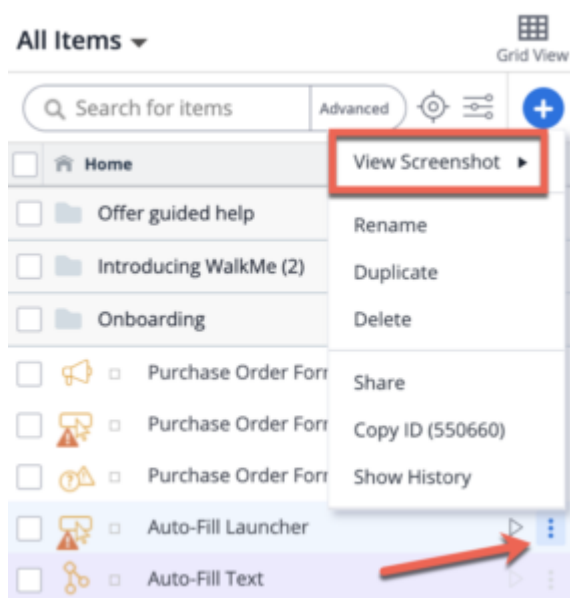 All Items
Grid View
Search for items
Advanced
Home
View Screenshot
Offer guided help
Rename
Introducing WalkMe (2)
Duplicate
Onboarding
Delete
Purchase Order Forr
Share
Purchase Order Forr
Copy ID (550660)
Purchase Order Forr
Show History
Auto-Fill Launcher
Auto-Fill Text